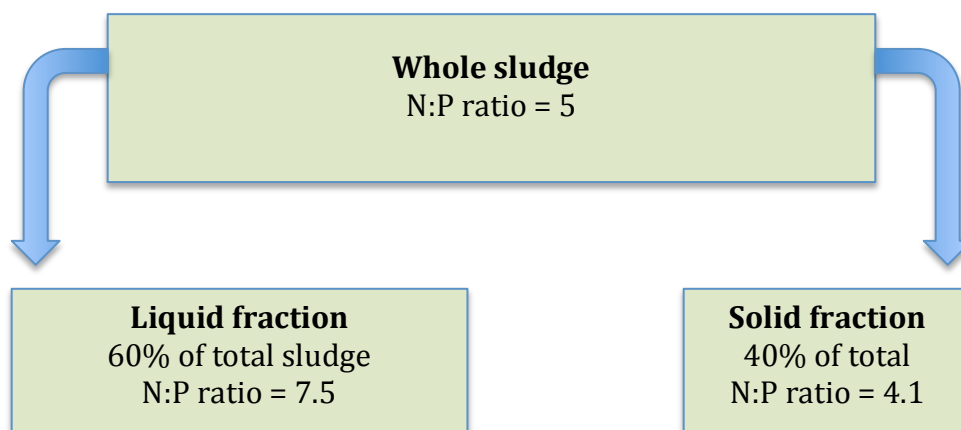 Whole sludge
N:P ratio = 5
Liquid fraction
60% of total sludge
N:P ratio = 7.5
Solid fraction
40% of total
N:P ratio = 4.1